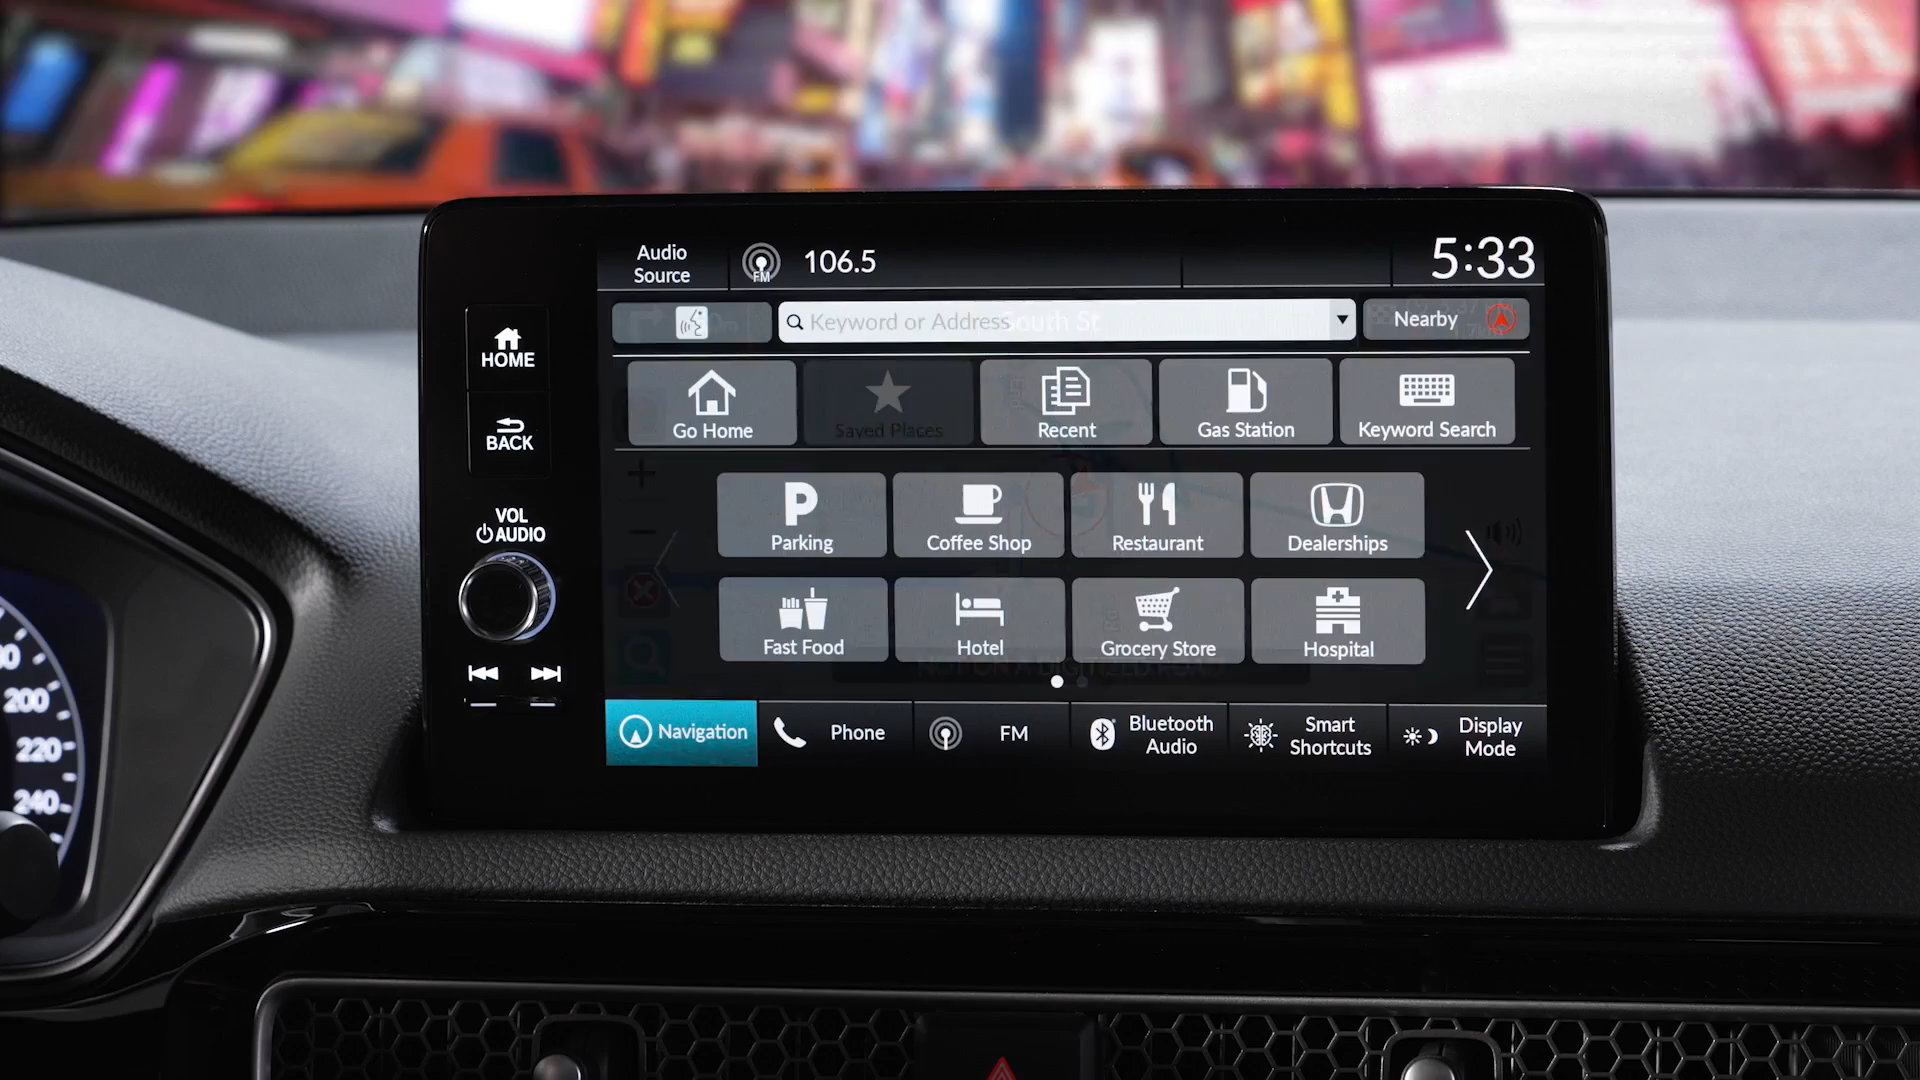 Audio
Source
FM
106.5
5:33
Keyword or Address
South St
Nearby
HOME
BACK
VOL
AUDIO
Go Home
Saved Places
Recent
Gas Station
Keyword Search
P
Parking
Coffee Shop
Restaurant
Dealerships
Fast Food
Hotel
Grocery Store
Hospital
Navigation
Phone
FM
Bluetooth
Audio
Smart
Shortcuts
Display
Mode
200
220
240